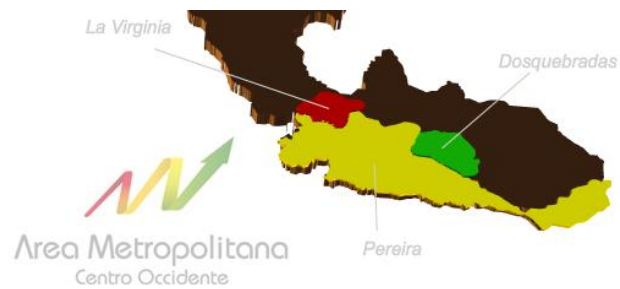 La Virginia
Dosquebradas
Pereira
Area Metropolitana
Centro Occidente